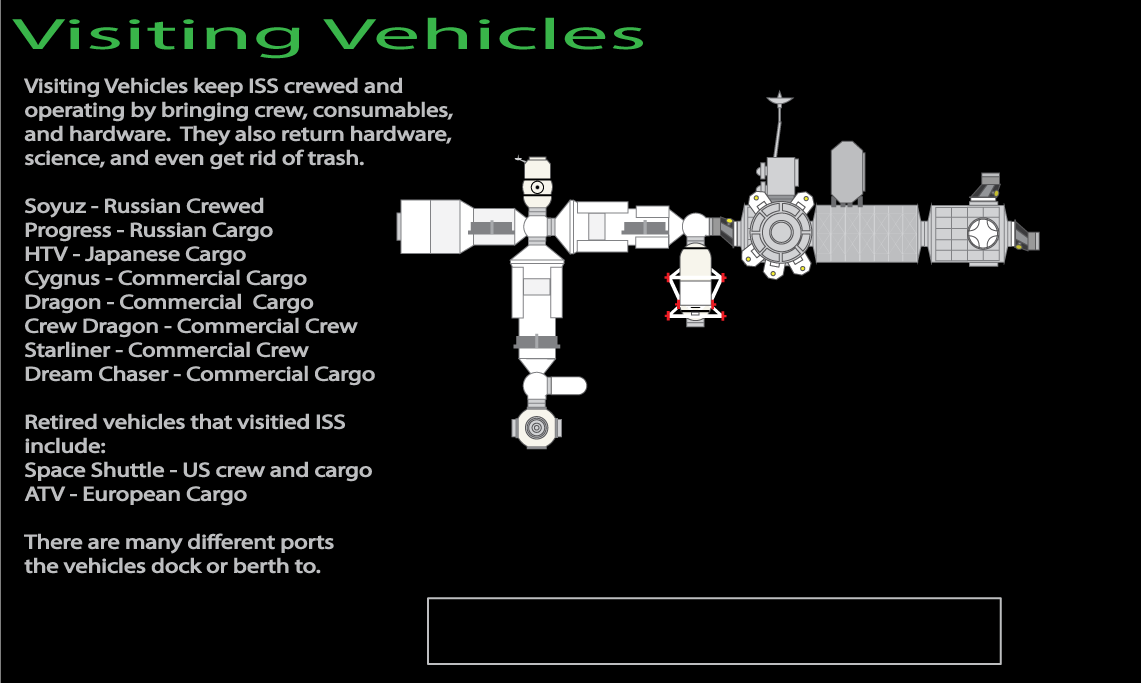 Visiting Vehicles
Visiting Vehicles keep ISS crewed and
operating by bringing crew, consumables,
and hardware.  They also return hardware,
science, and even get rid of trash.
Soyuz - Russian Crewed
Progress - Russian Cargo
HTV - Japanese Cargo
Cygnus - Commercial Cargo
Dragon - Commercial  Cargo
Crew Dragon - Commercial Crew
Starliner - Commercial Crew
Dream Chaser - Commercial Cargo
Retired vehicles that visitied ISS
include:
Space Shuttle - US crew and cargo
ATV - European Cargo
There are many different ports
the vehicles dock or berth to.